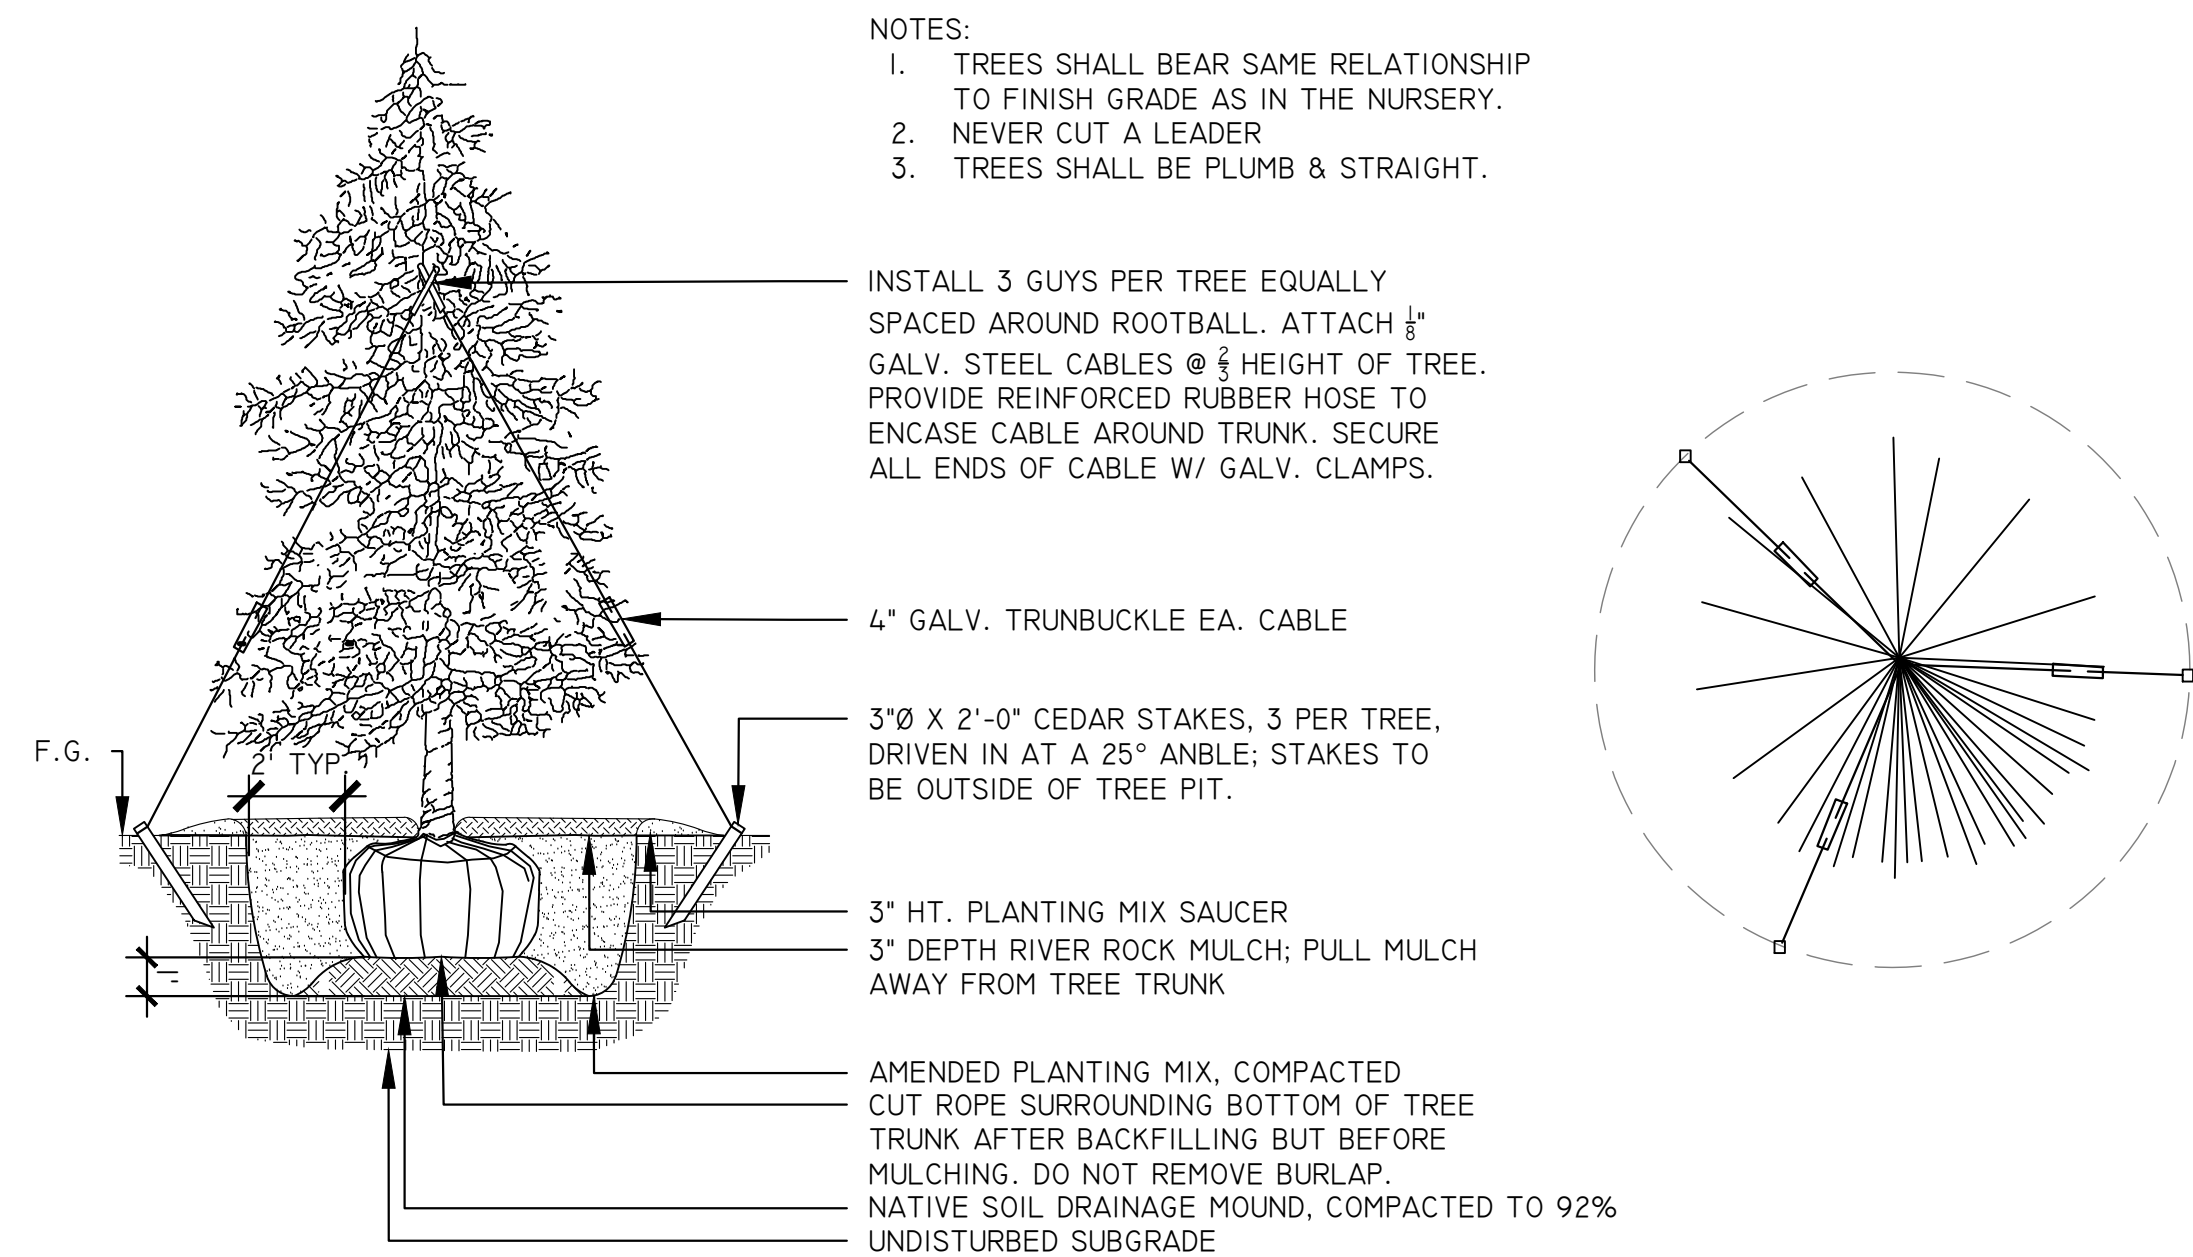 NOTES:
1. TREES SHALL BEAR SAME RELATIONSHIP
TO FINISH GRADE AS IN THE NURSERY.
2. NEVER CUT A LEADER
3. TREES SHALL BE PLUMB & STRAIGHT.
INSTALL 3 GUYS PER TREE EQUALLY
SPACED AROUND ROOTBALL. ATTACH 1/8"
GALV. STEEL CABLES @ 2/3 HEIGHT OF TREE.
PROVIDE REINFORCED RUBBER HOSE TO
ENCASE CABLE AROUND TRUNK. SECURE
ALL ENDS OF CABLE W/ GALV. CLAMPS.
4" GALV. TRUNBUCKLE EA. CABLE
3"Ø X 2'-0" CEDAR STAKES, 3 PER TREE,
DRIVEN IN AT A 25° ANBLE; STAKES TO
BE OUTSIDE OF TREE PIT.
F.G.
2' TYP.
1'
3" HT. PLANTING MIX SAUCER
3" DEPTH RIVER ROCK MULCH; PULL MULCH
AWAY FROM TREE TRUNK
AMENDED PLANTING MIX, COMPACTED
CUT ROPE SURROUNDING BOTTOM OF TREE
TRUNK AFTER BACKFILLING BUT BEFORE
MULCHING. DO NOT REMOVE BURLAP.
NATIVE SOIL DRAINAGE MOUND, COMPACTED TO 92%
UNDISTURBED SUBGRADE